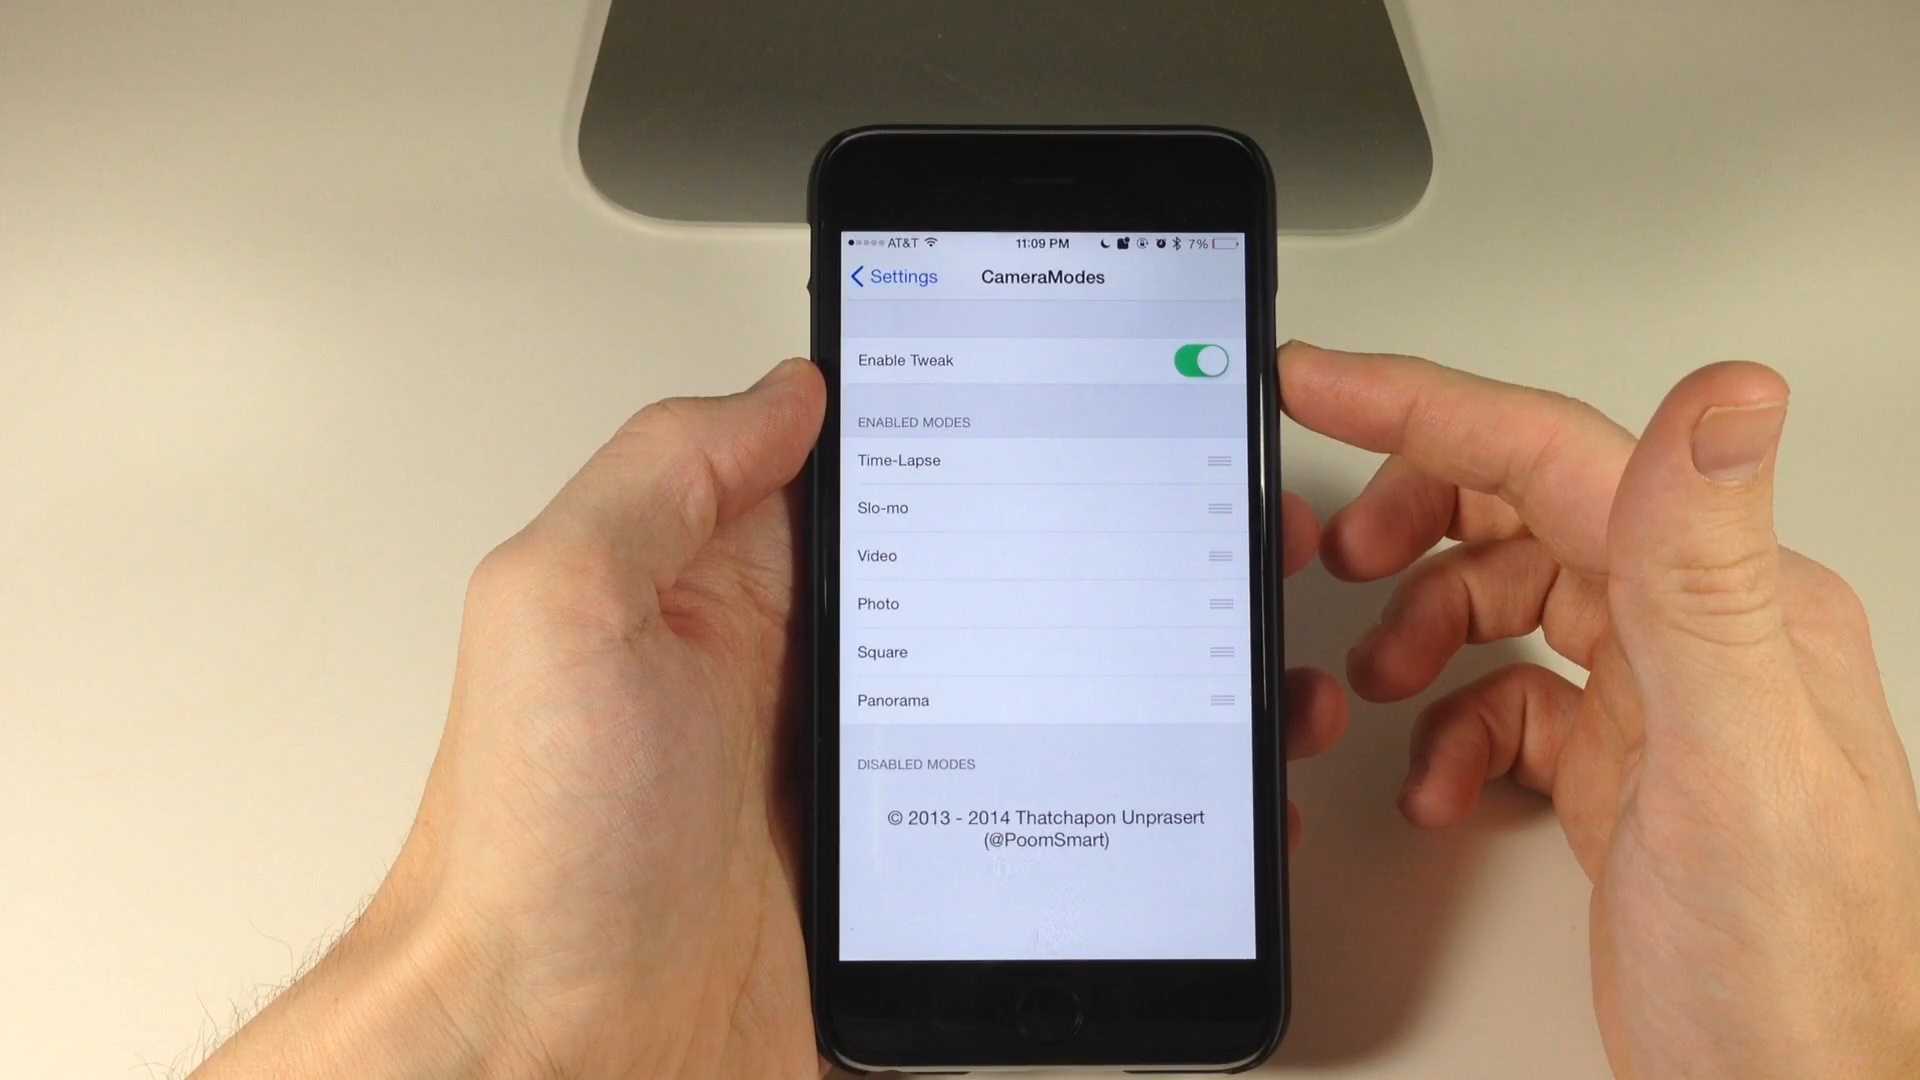 AT&T 11:09 PM 7%
Settings CameraModes
Enable Tweak
ENABLED MODES
Time-Lapse
Slo-mo
Video
Photo
Square
Panorama
DISABLED MODES
© 2013 - 2014 Thatchapon Unprasert
(@PoomSmart)